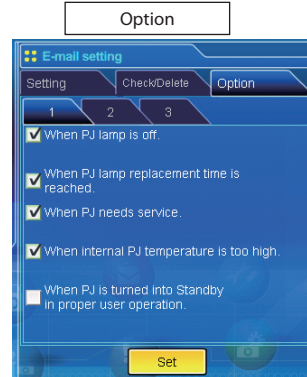 Option
E-mail setting
Setting Check/Delete Option
1 2 3
When PJ lamp is off.
When PJ lamp replacement time is
reached.
When PJ needs service.
When internal PJ temperature is too high.
When PJ is turned into Standby
in proper user operation.
Set